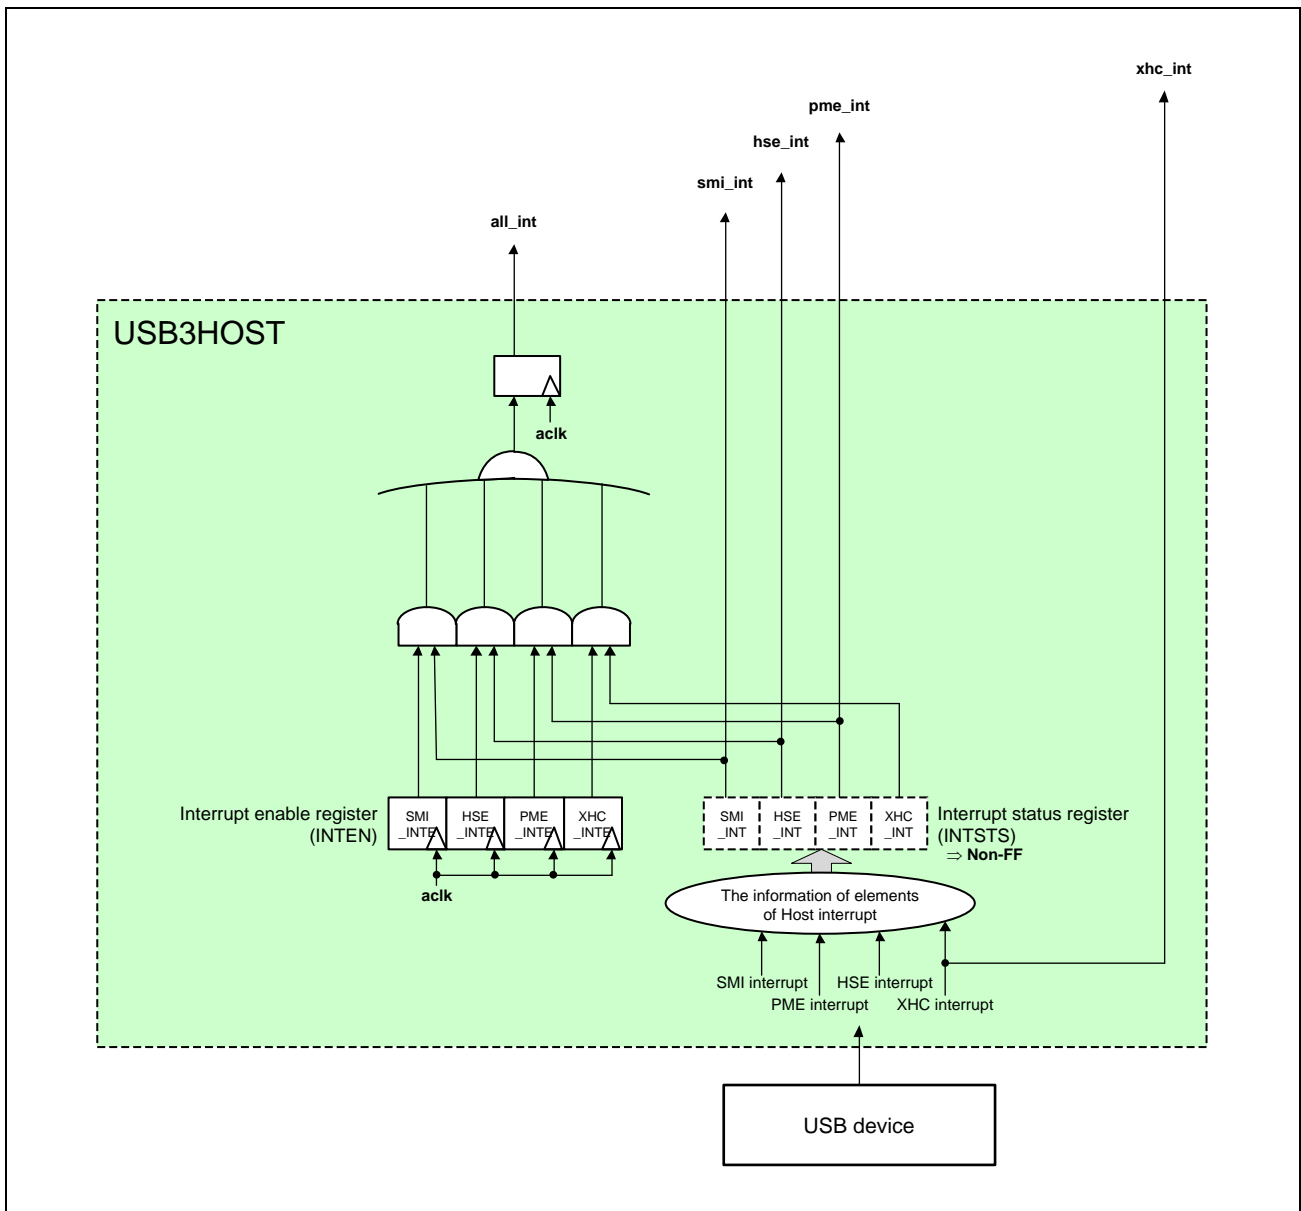 xhc_int
pme_int
hse_int
smi_int
all_int
USB3HOST
aclk
Interrupt enable register
(INTEN)
SMI
_INTE
HSE
_INTE
PME
_INTE
XHC
_INTE
SMI
_INT
HSE
_INT
PME
_INT
XHC
_INT
Interrupt status register
(INTSTS)
⇒ Non-FF
aclk
The information of elements
of Host interrupt
SMI interrupt
HSE interrupt
PME interrupt
XHC interrupt
USB device